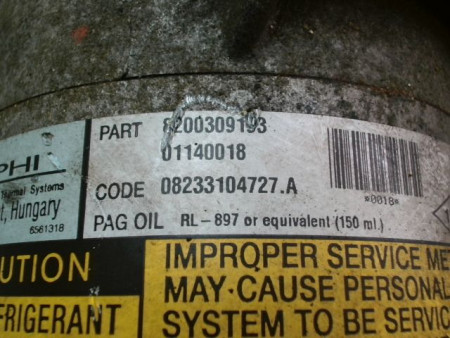 PHI
Thermal Systems
t, Hungary
6561318
PART 8200309193
01140018
CODE 08233104727.A
PAG OIL RL-897 or equivalent (150 ml.)
*0018*
UTION
FRIGERANT
IMPROPER SERVICE ME
MAY CAUSE PERSONAL
SYSTEM TO BE SERVIC